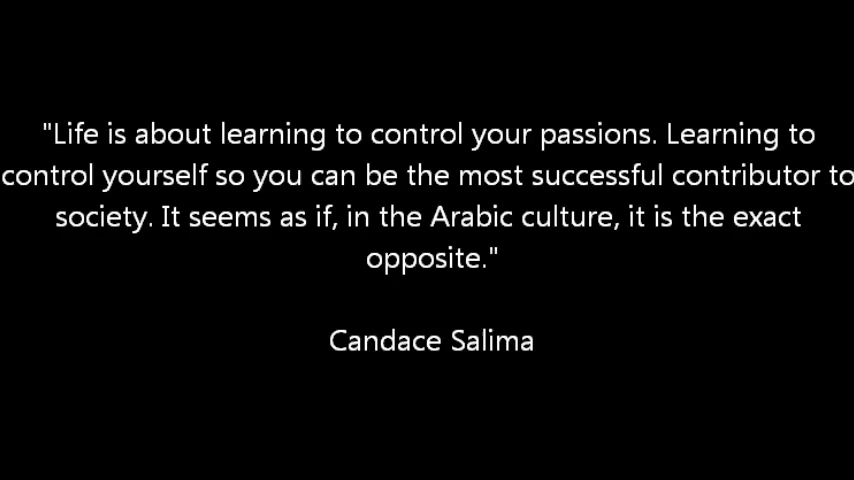 "Life is about learning to control your passions. Learning to
control yourself so you can be the most successful contributor to
society. It seems as if, in the Arabic culture, it is the exact
opposite."
Candace Salima